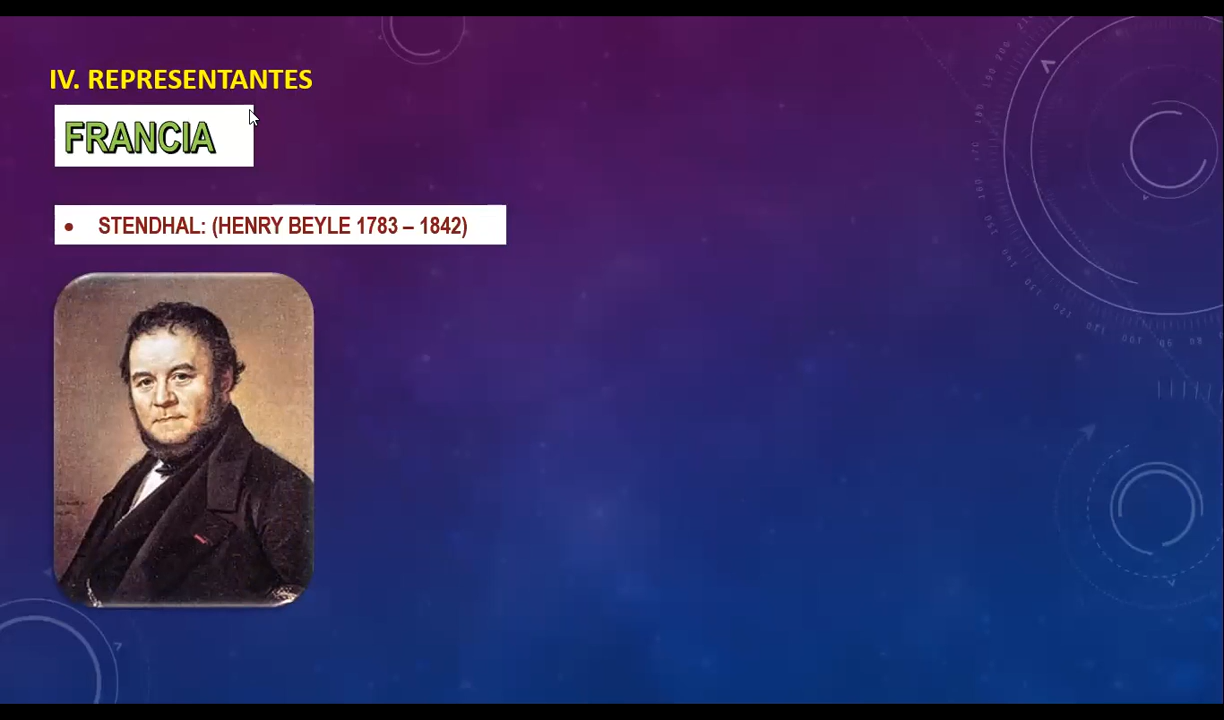 IV. REPRESENTANTES
FRANCIA
• STENDHAL: (HENRY BEYLE 1783 – 1842)